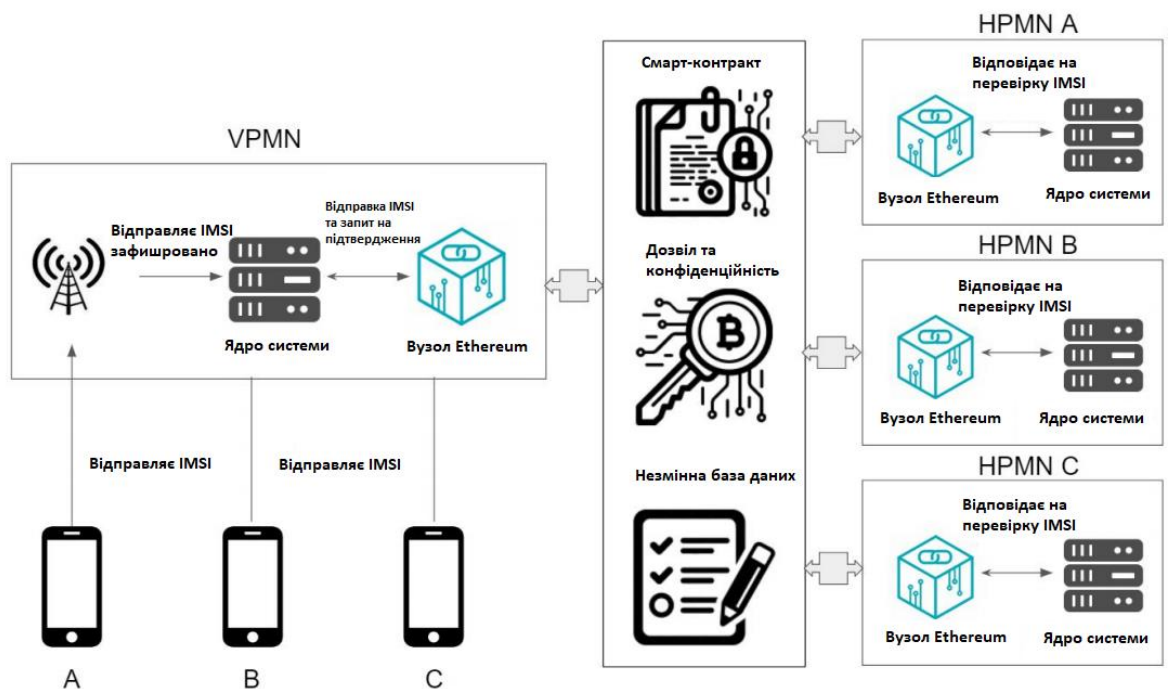 VPMN
Відправляє IMSI
зафишровано
Відправка IMSI
та запит на
підтвердження
Ядро системи
Вузол Ethereum
Відправляє IMSI
Відправляє IMSI
A
B
C
Смарт-контракт
Дозвіл та
конфіденційність
Незмінна база даних
HPMN A
Відповідає на
перевірку IMSI
Вузол Ethereum
Ядро системи
HPMN B
Відповідає на
перевірку IMSI
Вузол Ethereum
Ядро системи
HPMN C
Відповідає на
перевірку IMSI
Вузол Ethereum
Ядро системи